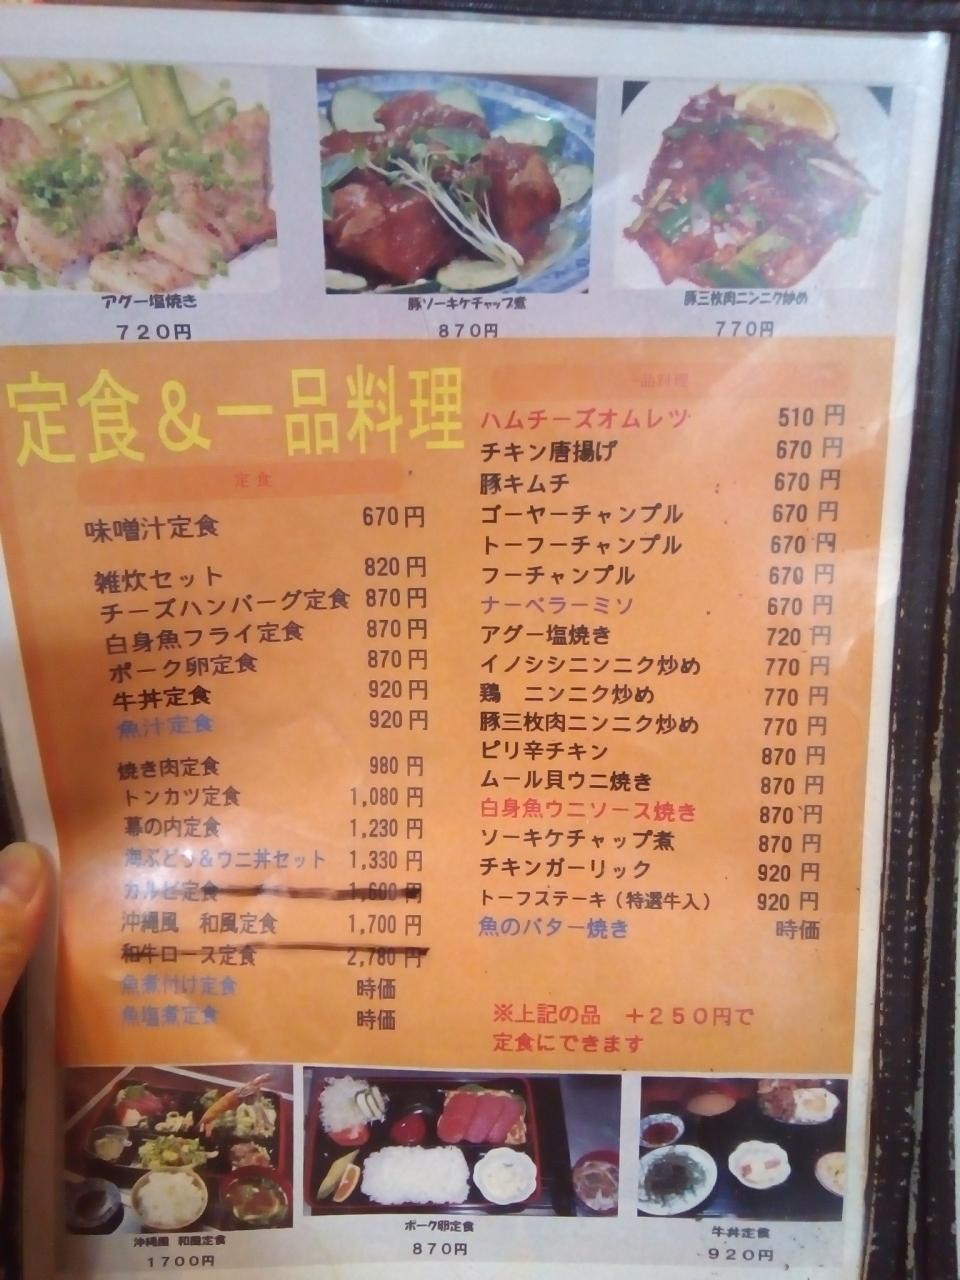 アグー塩焼き
720円
豚ソーキケチャップ煮
870円
豚三枚肉ニンニク炒め
770円
定食&一品料理
定食
味噌汁定食 670円
雑炊セット 820円
チーズハンバーグ定食 870円
白身魚フライ定食 870円
ポーク卵定食 870円
牛丼定食 920円
魚汁定食 920円
焼き肉定食 980円
トンカツ定食 1,080円
幕の内定食 1,230円
海ぶどう&ウニ丼セット 1,330円
カルビ定食 1,600円
沖縄風 和風定食 1,700円
和牛ロース定食 2,780円
魚煮付け定食 時価
魚塩煮定食 時価
一品料理
ハムチーズオムレツ 510円
チキン唐揚げ 670円
豚キムチ 670円
ゴーヤーチャンプル 670円
トーフーチャンプル 670円
フーチャンプル 670円
ナーベラーミソ 670円
アグー塩焼き 720円
イノシシニンニク炒め 770円
鶏 ニンニク炒め 770円
豚三枚肉ニンニク炒め 770円
ピリ辛チキン 870円
ムール貝ウニ焼き 870円
白身魚ウニソース焼き 870円
ソーキケチャップ煮 870円
チキンガーリック 920円
トーフステーキ(特選牛入) 920円
魚のバター焼き 時価
※上記の品 +250円で
定食にできます
沖縄風 和風定食
1700円
ポーク卵定食
870円
牛丼定食
920円